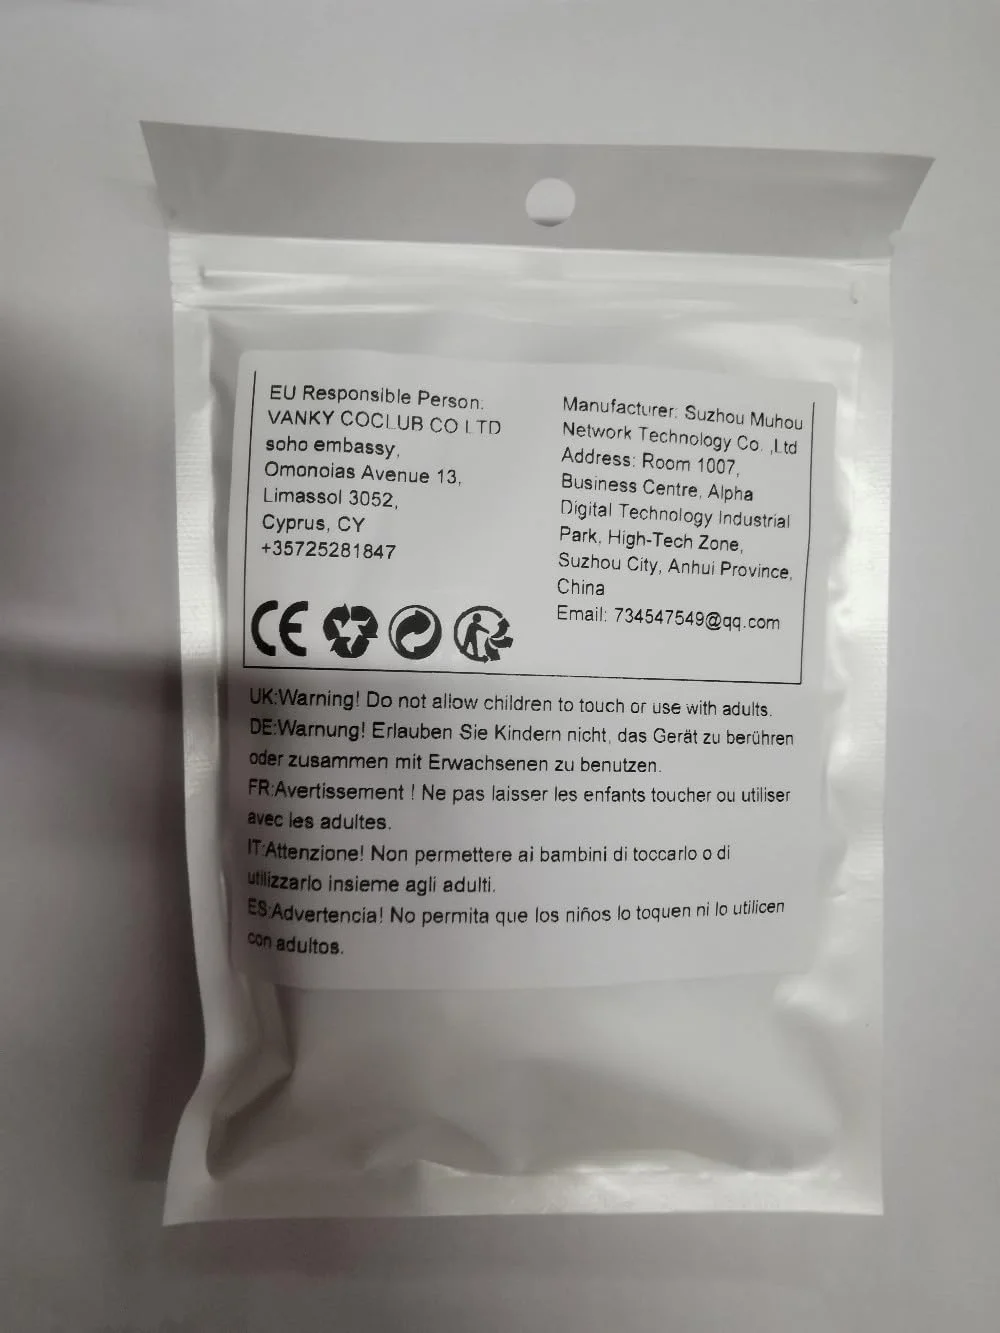 EU Responsible Person:
VANKY COCLUB CO LTD
soho embassy,
Omonoias Avenue 13,
Limassol 3052,
Cyprus, CY
+35725281847
Manufacturer: Suzhou Muhou
Network Technology Co. ,Ltd
Address: Room 1007,
Business Centre, Alpha
Digital Technology Industrial
Park, High-Tech Zone,
Suzhou City, Anhui Province,
China
Email: 734547549@qq.com
CE
UK:Warning! Do not allow children to touch or use with adults.
DE:Warnung! Erlauben Sie Kindern nicht, das Gerät zu berühren
oder zusammen mit Erwachsenen zu benutzen.
FR:Avertissement ! Ne pas laisser les enfants toucher ou utiliser
avec les adultes.
IT:Attenzione! Non permettere ai bambini di toccarlo o di
utilizzarlo insieme agli adulti.
ES:Advertencia! No permita que los niños lo toquen ni lo utilicen
con adultos.